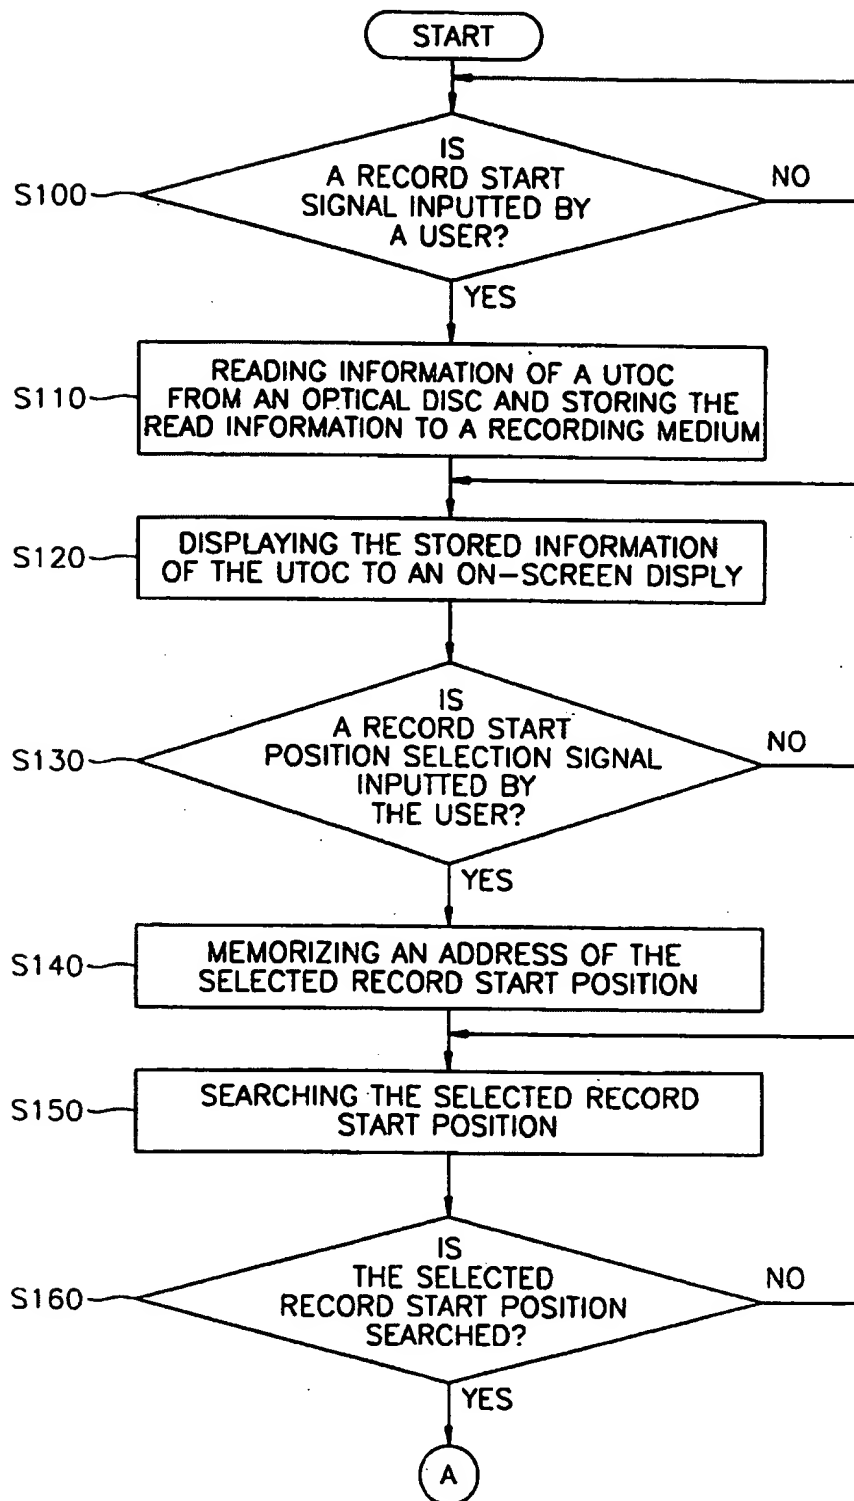 START
IS
A RECORD START
SIGNAL INPUTTED BY
A USER?
S100
NO
YES
READING INFORMATION OF A UTOC
FROM AN OPTICAL DISC AND STORING THE
READ INFORMATION TO A RECORDING MEDIUM
S110
DISPLAYING THE STORED INFORMATION
OF THE UTOC TO AN ON-SCREEN DISPLY
S120
IS
A RECORD START
POSITION SELECTION SIGNAL
INPUTTED BY
THE USER?
S130
NO
YES
MEMORIZING AN ADDRESS OF THE
SELECTED RECORD START POSITION
S140
SEARCHING THE SELECTED RECORD
START POSITION
S150
IS
THE SELECTED
RECORD START POSITION
SEARCHED?
S160
NO
YES
A